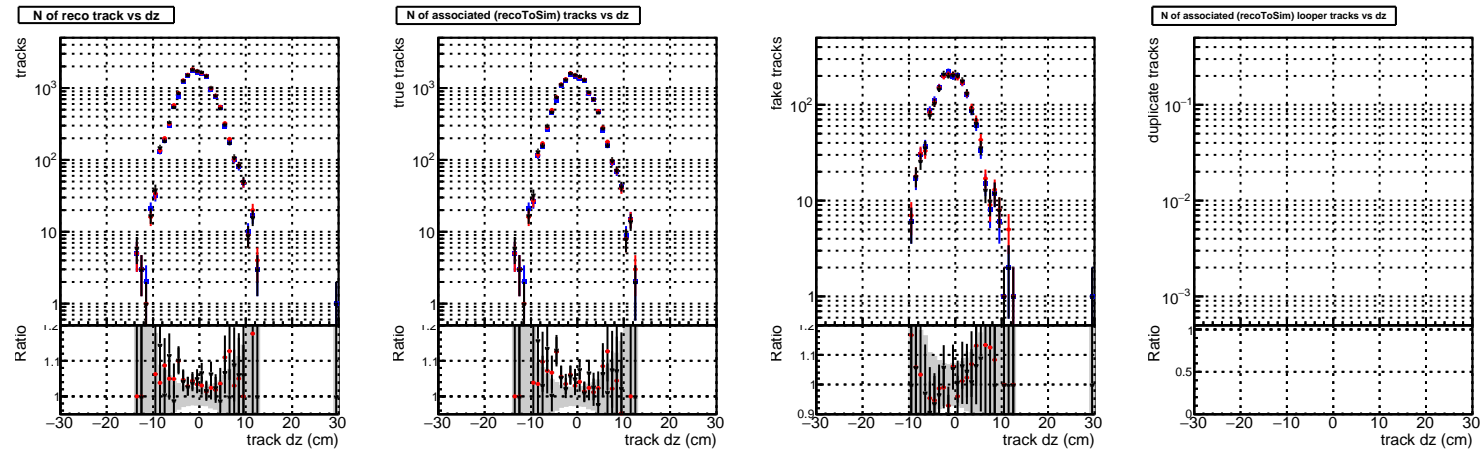 N of reco track vs dz
tracks
10³
10²
10
1
Ratio
1.2
1.1
1
−30 −20 −10 0 10 20 30
track dz (cm)
N of associated (recoToSim) tracks vs dz
true tracks
10³
10²
10
1
Ratio
1.2
1.1
1
−30 −20 −10 0 10 20 30
track dz (cm)
fake tracks
10²
10
1
Ratio
1.2
1.1
1
0.9
−30 −20 −10 0 10 20 30
track dz (cm)
N of associated (recoToSim) looper tracks vs dz
duplicate tracks
10⁻¹
10⁻²
10⁻³
Ratio
1
0.5
0
−30 −20 −10 0 10 20 30
track dz (cm)